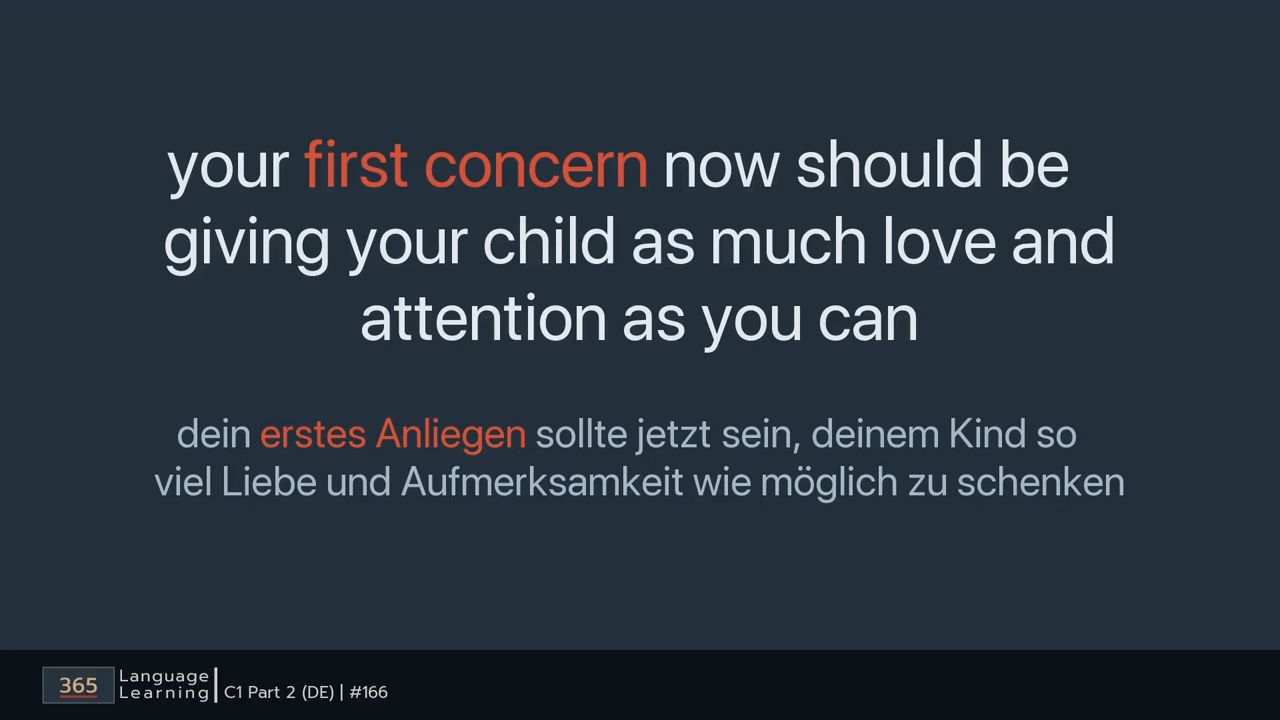 your first concern now should be
giving your child as much love and
attention as you can
dein erstes Anliegen sollte jetzt sein, deinem Kind so
viel Liebe und Aufmerksamkeit wie möglich zu schenken
365
Language
Learning
C1 Part 2 (DE) | #166